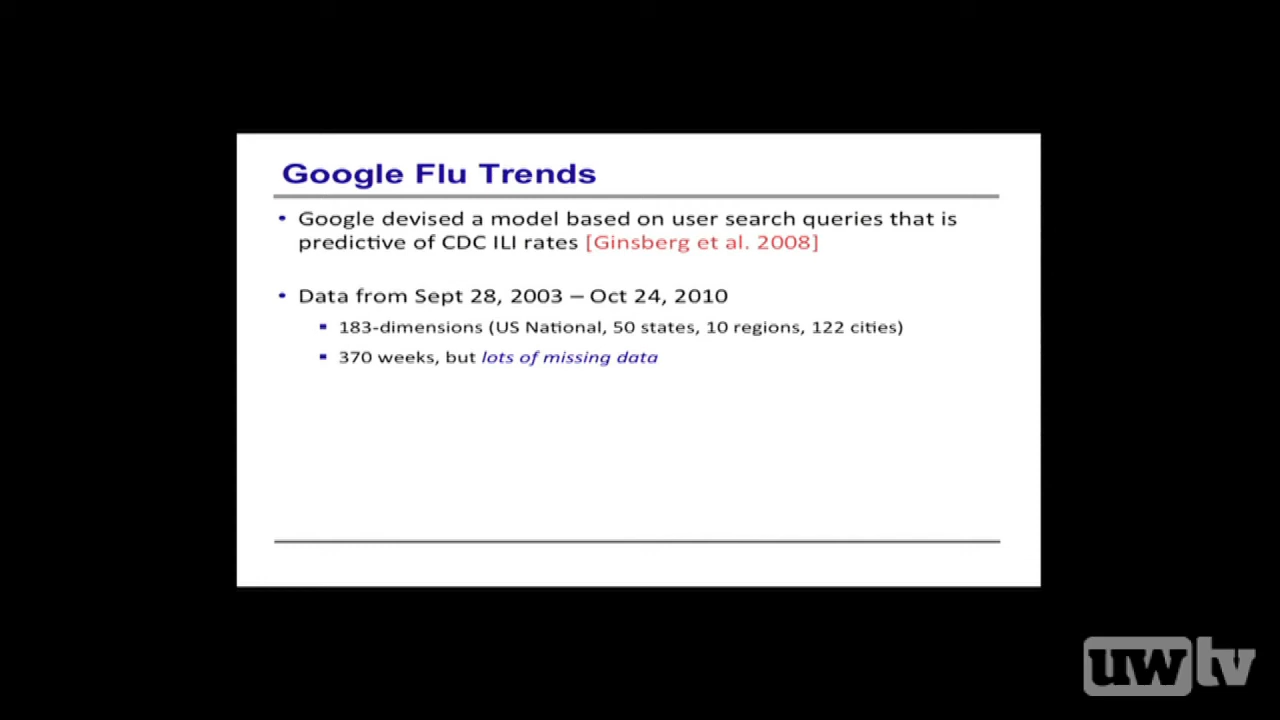 Google Flu Trends
• Google devised a model based on user search queries that is
predictive of CDC ILI rates [Ginsberg et al. 2008]
• Data from Sept 28, 2003 – Oct 24, 2010
▪ 183-dimensions (US National, 50 states, 10 regions, 122 cities)
▪ 370 weeks, but lots of missing data
uwtv